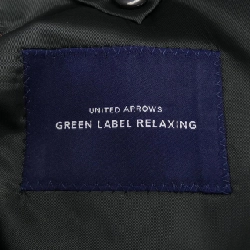 UNITED ARROWS
GREEN LABEL RELAXING